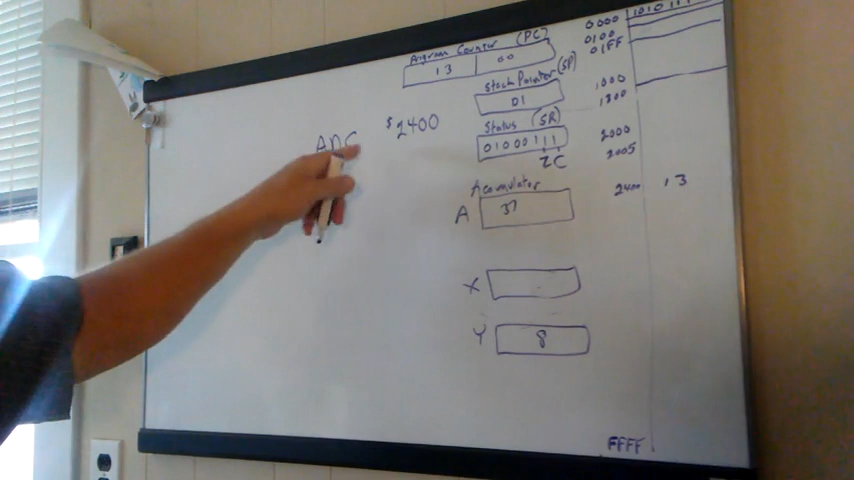 Program Counter (PC)
13 00
Stack Pointer (SP)
01
ADC $2400
Status (SR)
01000111
ZC
Accumulator
A 37
X
Y 8
0000
0100
01FF
1000
1300
2000
2005
2400 13
FFFF